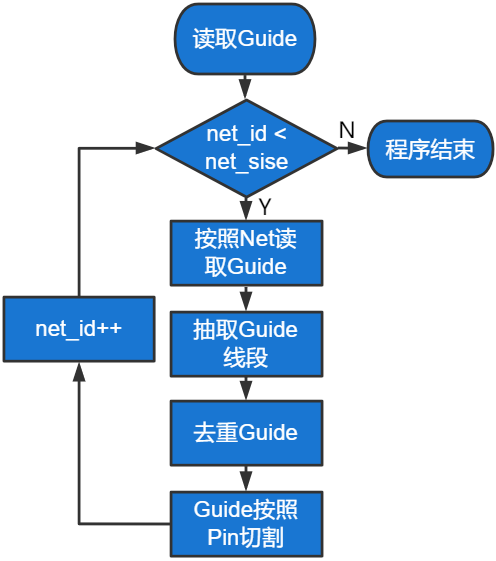 读取Guide
net_id <
net_sise
N
程序结束
Y
按照Net读
取Guide
抽取Guide
线段
net_id++
去重Guide
Guide按照
Pin切割